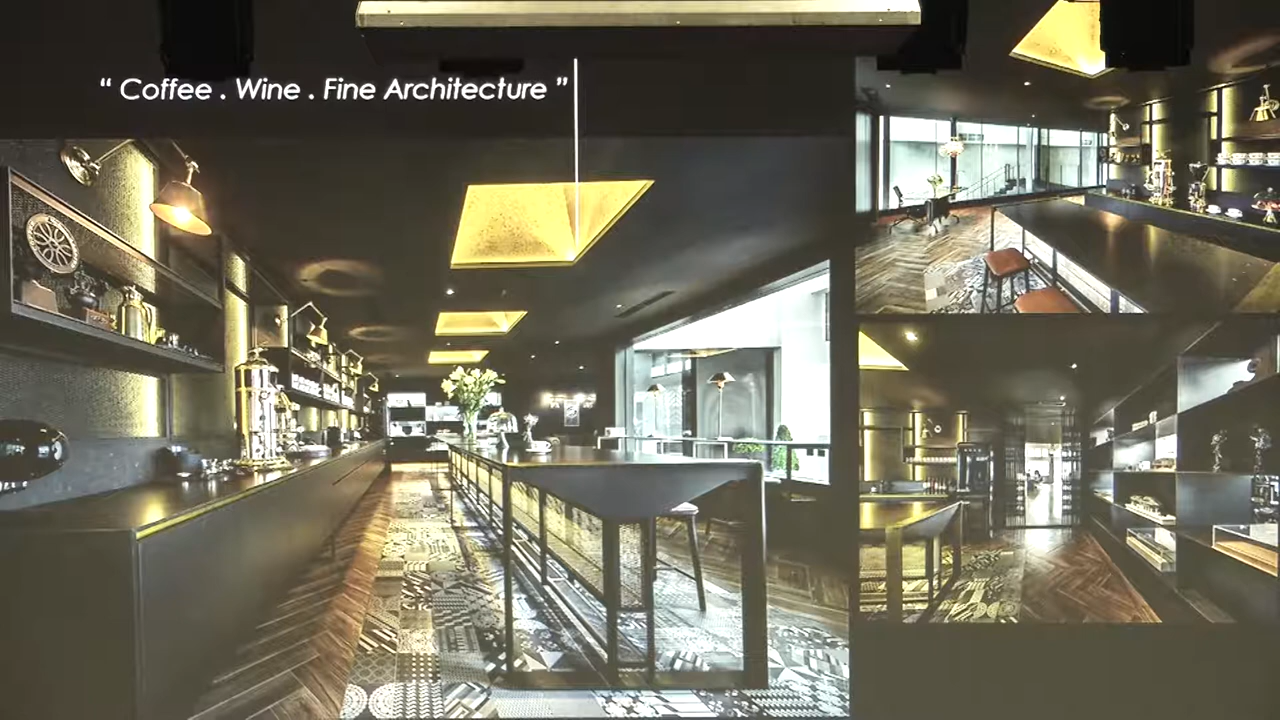 “ Coffee . Wine . Fine Architecture ”